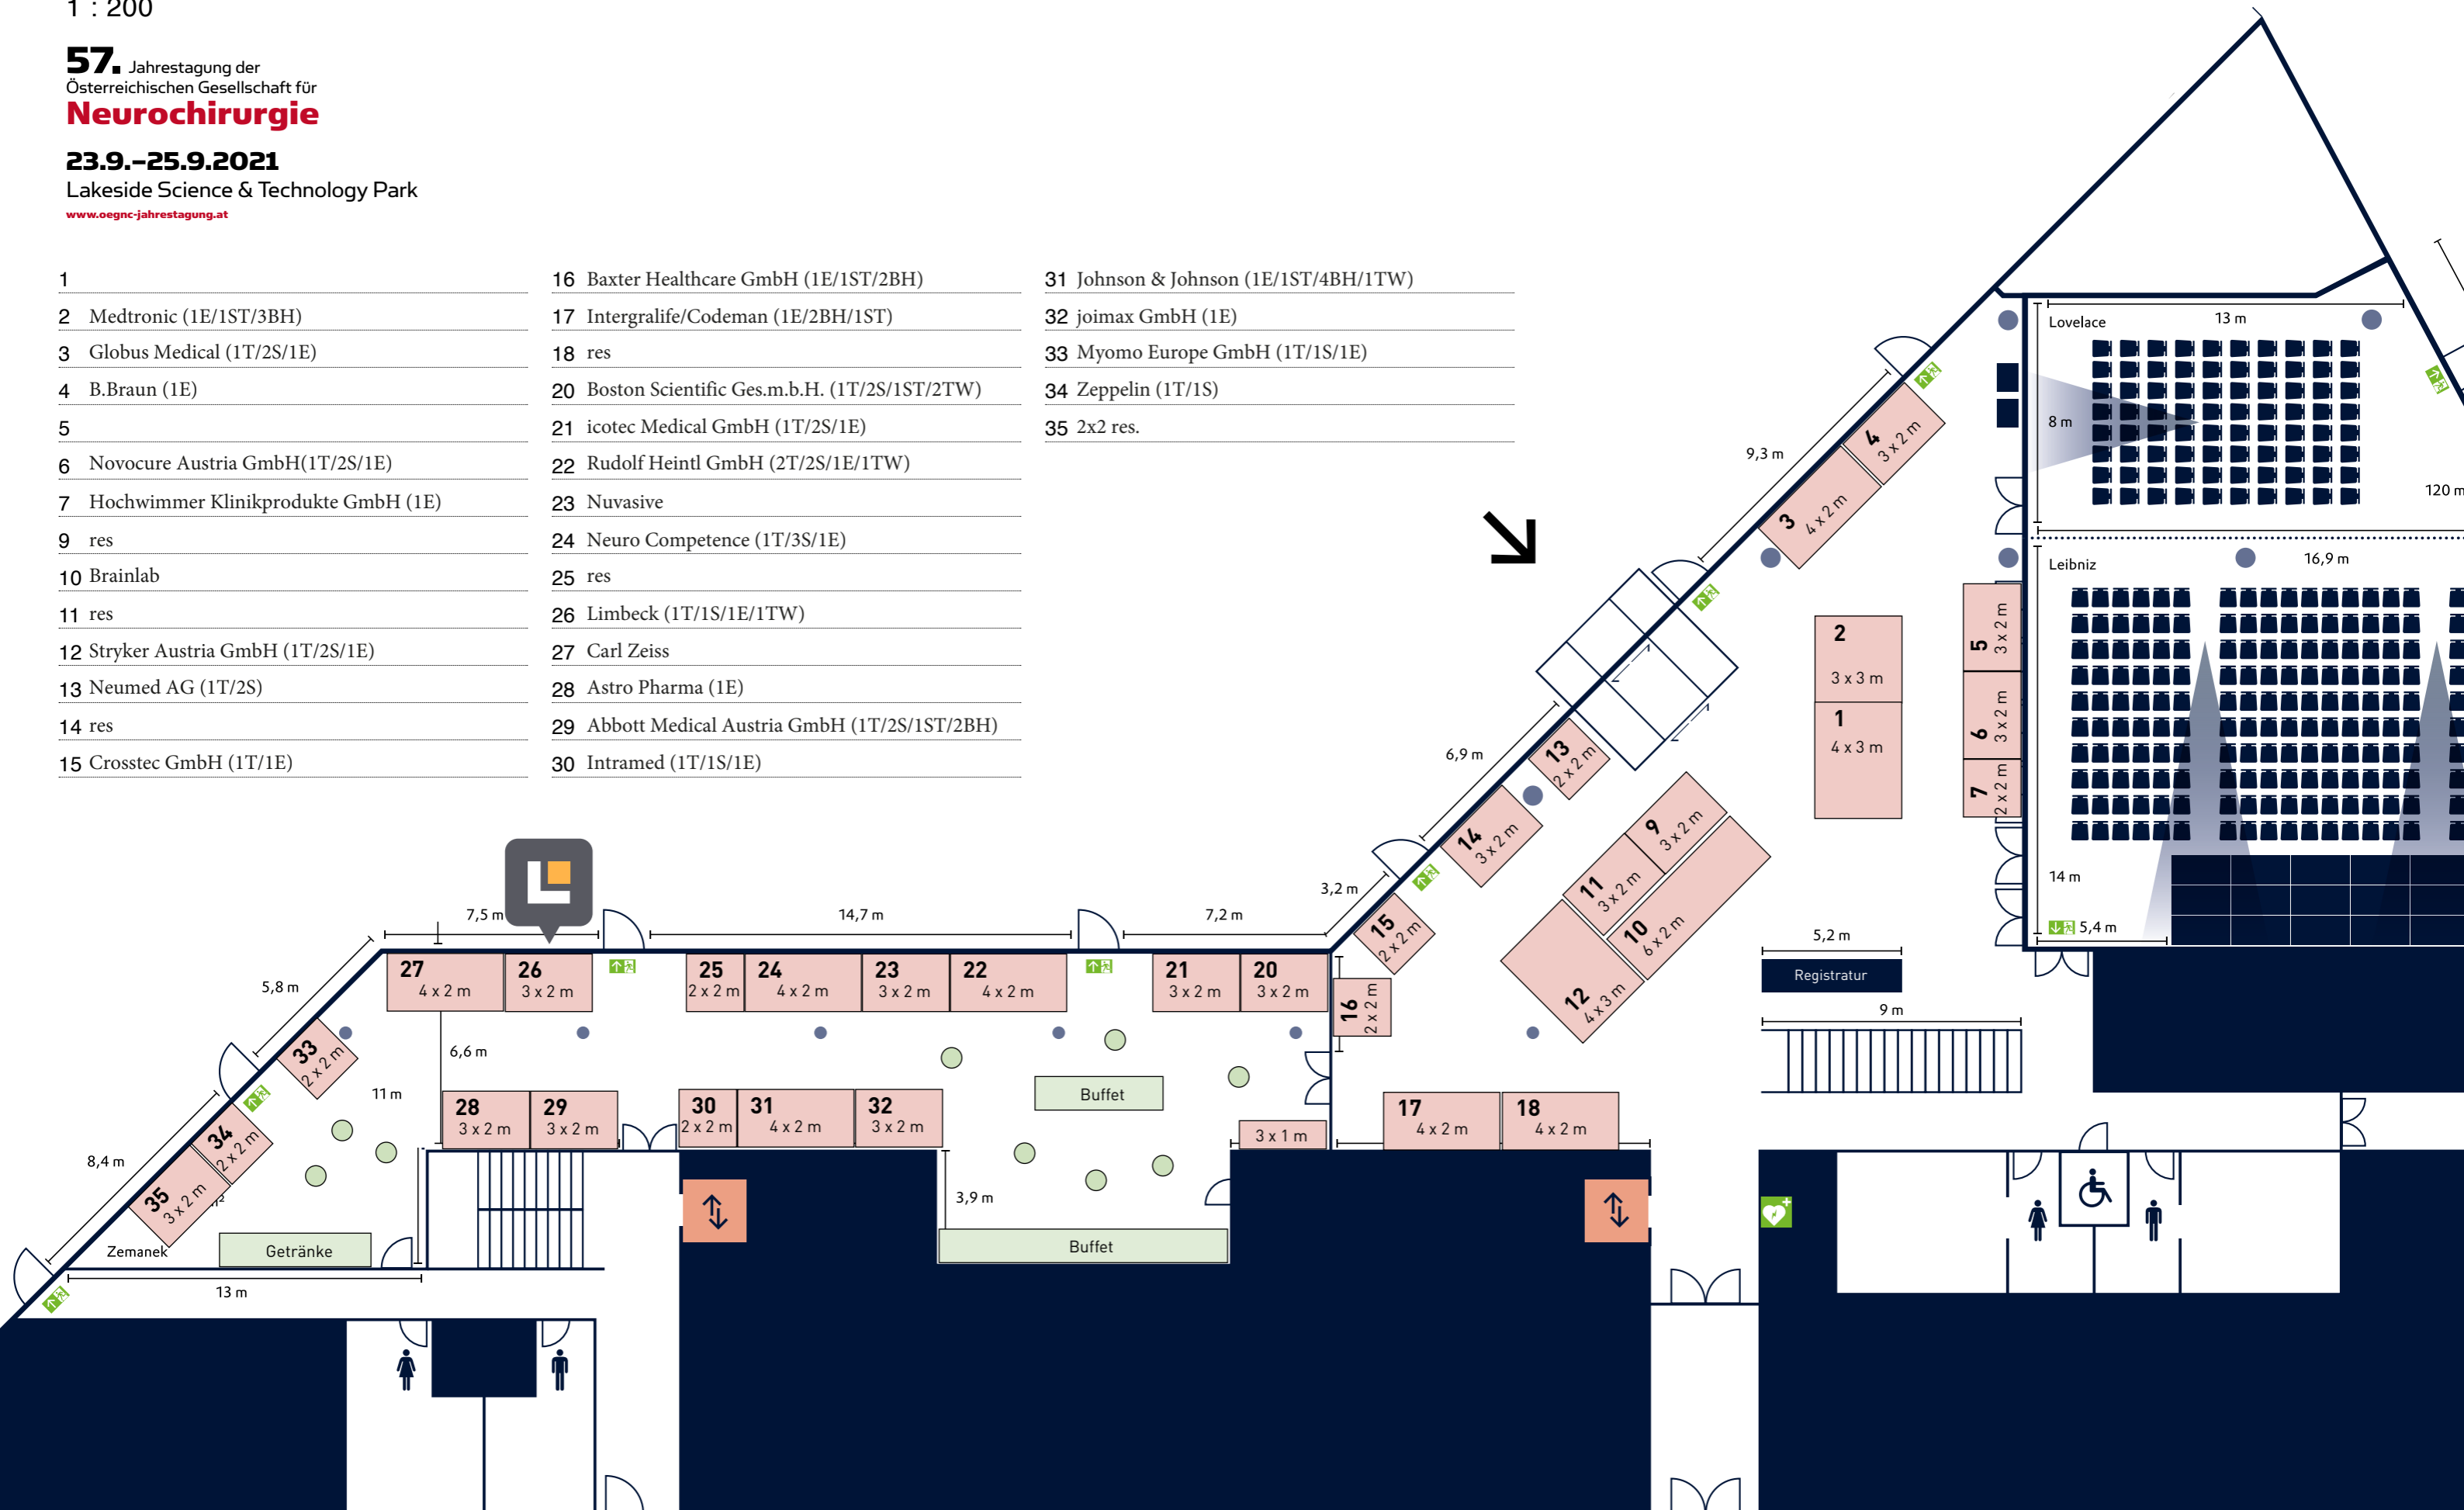 1 : 200
57. Jahrestagung der
Österreichischen Gesellschaft für
Neurochirurgie
23.9.–25.9.2021
Lakeside Science & Technology Park
www.oegnc-jahrestagung.at
1
2 Medtronic (1E/1ST/3BH)
3 Globus Medical (1T/2S/1E)
4 B.Braun (1E)
5
6 Novocure Austria GmbH(1T/2S/1E)
7 Hochwimmer Klinikprodukte GmbH (1E)
9 res
10 Brainlab
11 res
12 Stryker Austria GmbH (1T/2S/1E)
13 Neumed AG (1T/2S)
14 res
15 Crosstec GmbH (1T/1E)
16 Baxter Healthcare GmbH (1E/1ST/2BH)
17 Intergralife/Codeman (1E/2BH/1ST)
18 res
20 Boston Scientific Ges.m.b.H. (1T/2S/1ST/2TW)
21 icotec Medical GmbH (1T/2S/1E)
22 Rudolf Heintl GmbH (2T/2S/1E/1TW)
23 Nuvasive
24 Neuro Competence (1T/3S/1E)
25 res
26 Limbeck (1T/1S/1E/1TW)
27 Carl Zeiss
28 Astro Pharma (1E)
29 Abbott Medical Austria GmbH (1T/2S/1ST/2BH)
30 Intramed (1T/1S/1E)
31 Johnson & Johnson (1E/1ST/4BH/1TW)
32 joimax GmbH (1E)
33 Myomo Europe GmbH (1T/1S/1E)
34 Zeppelin (1T/1S)
35 2x2 res.
Lovelace
13 m
8 m
120 m
16,9 m
Leibniz
14 m
5,4 m
9,3 m
4
3 x 2 m
3
4 x 2 m
2
3 x 3 m
1
4 x 3 m
5
3 x 2 m
6
3 x 2 m
7
2 x 2 m
6,9 m
13
2 x 2 m
14
3 x 2 m
9
3 x 2 m
11
3 x 2 m
10
6 x 2 m
12
4 x 3 m
3,2 m
15
2 x 2 m
16
2 x 2 m
5,2 m
Registratur
9 m
7,5 m
14,7 m
7,2 m
5,8 m
27
4 x 2 m
26
3 x 2 m
25
2 x 2 m
24
4 x 2 m
23
3 x 2 m
22
4 x 2 m
21
3 x 2 m
20
3 x 2 m
33
2 x 2 m
6,6 m
11 m
28
3 x 2 m
29
3 x 2 m
30
2 x 2 m
31
4 x 2 m
32
3 x 2 m
Buffet
3 x 1 m
17
4 x 2 m
18
4 x 2 m
8,4 m
34
2 x 2 m
35
3 x 2 m
3,9 m
Zemanek
Getränke
Buffet
13 m